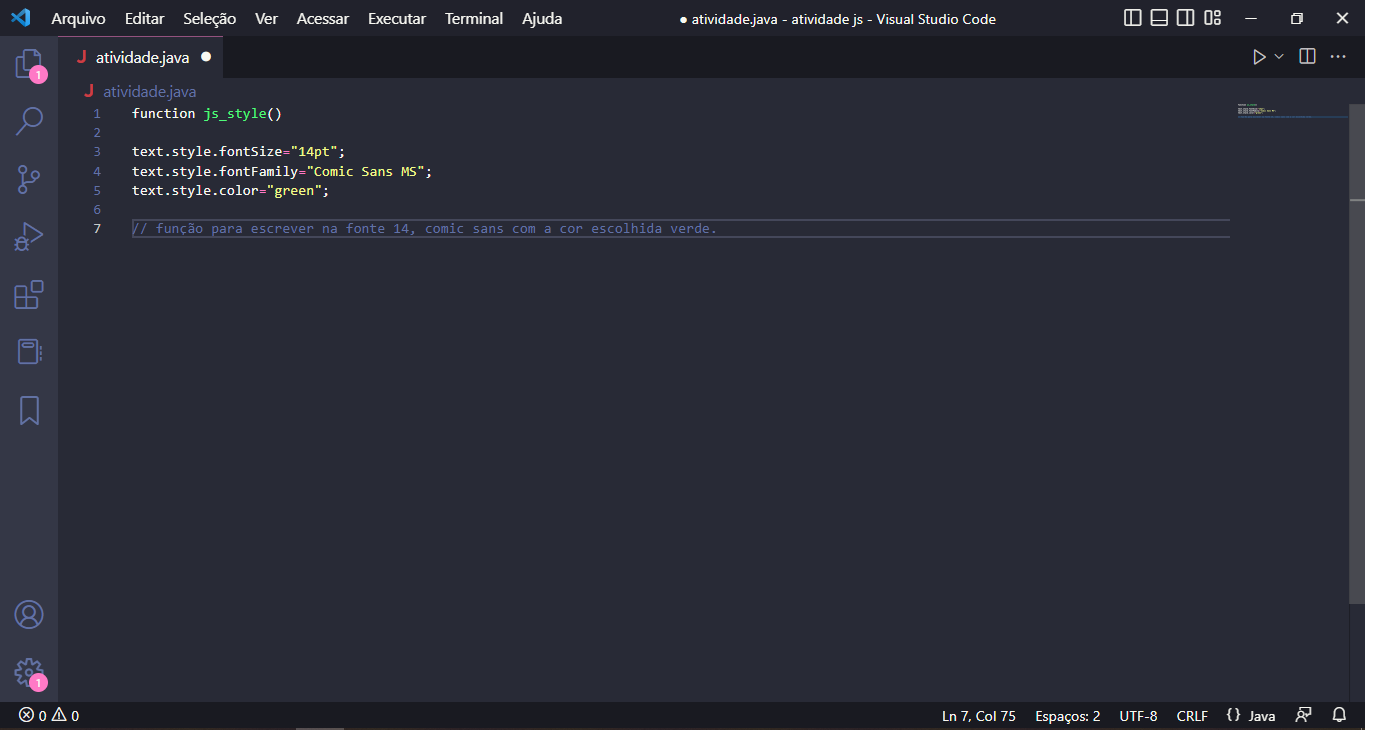 Arquivo Editar Seleção Ver Acessar Executar Terminal Ajuda ● atividade.java - atividade js - Visual Studio Code
J atividade.java ●
1
J atividade.java
1 function js_style()
2
3 text.style.fontSize="14pt";
4 text.style.fontFamily="Comic Sans MS";
5 text.style.color="green";
6
7 // função para escrever na fonte 14, comic sans com a cor escolhida verde.
1
0 0 Ln 7, Col 75 Espaços: 2 UTF-8 CRLF {} Java